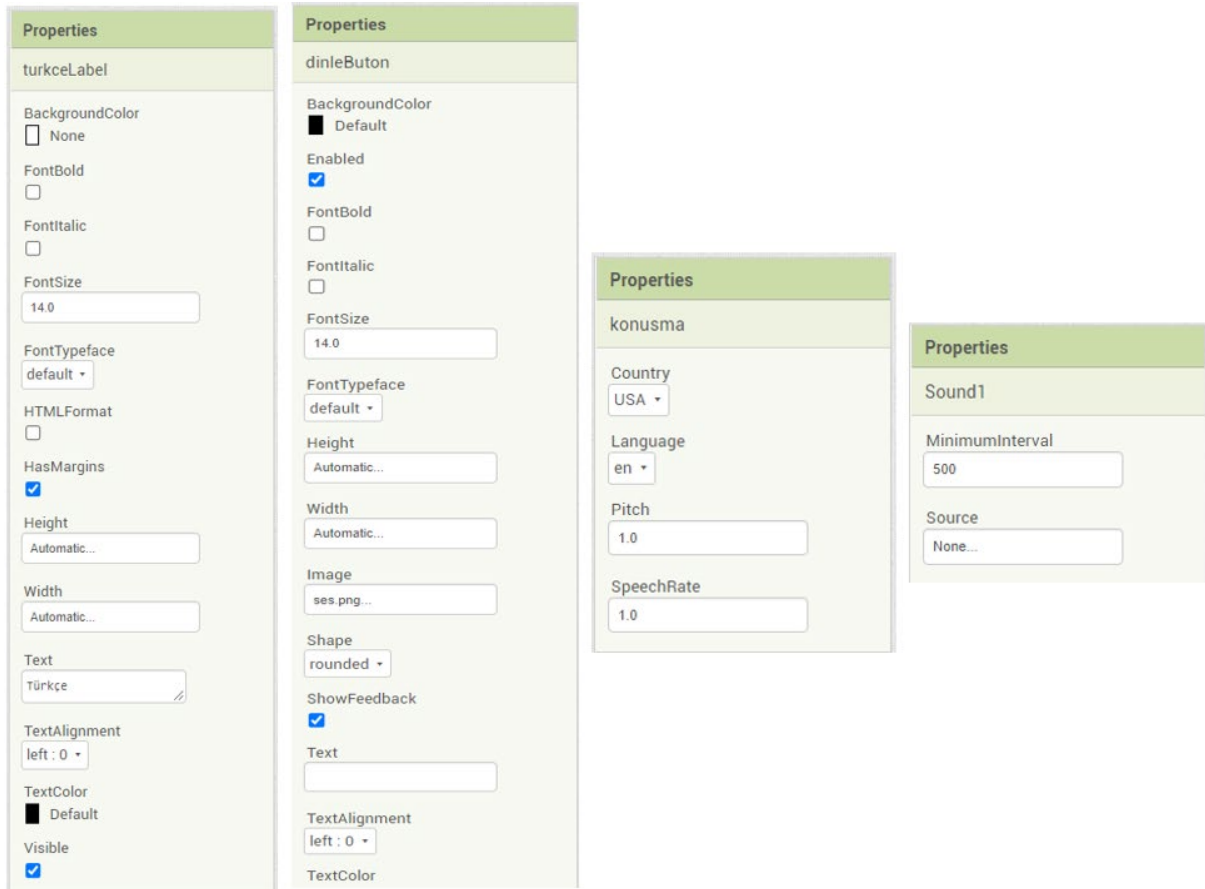 Properties
turkceLabel
BackgroundColor
None
FontBold
FontItalic
FontSize
14.0
FontTypeface
default
HTMLFormat
HasMargins
Height
Automatic...
Width
Automatic...
Text
Türkçe
TextAlignment
left : 0
TextColor
Default
Visible
Properties
dinleButon
BackgroundColor
Default
Enabled
FontBold
FontItalic
FontSize
14.0
FontTypeface
default
Height
Automatic...
Width
Automatic...
Image
ses.png...
Shape
rounded
ShowFeedback
Text
TextAlignment
left : 0
TextColor
Properties
konusma
Country
USA
Language
en
Pitch
1.0
SpeechRate
1.0
Properties
Sound1
MinimumInterval
500
Source
None...